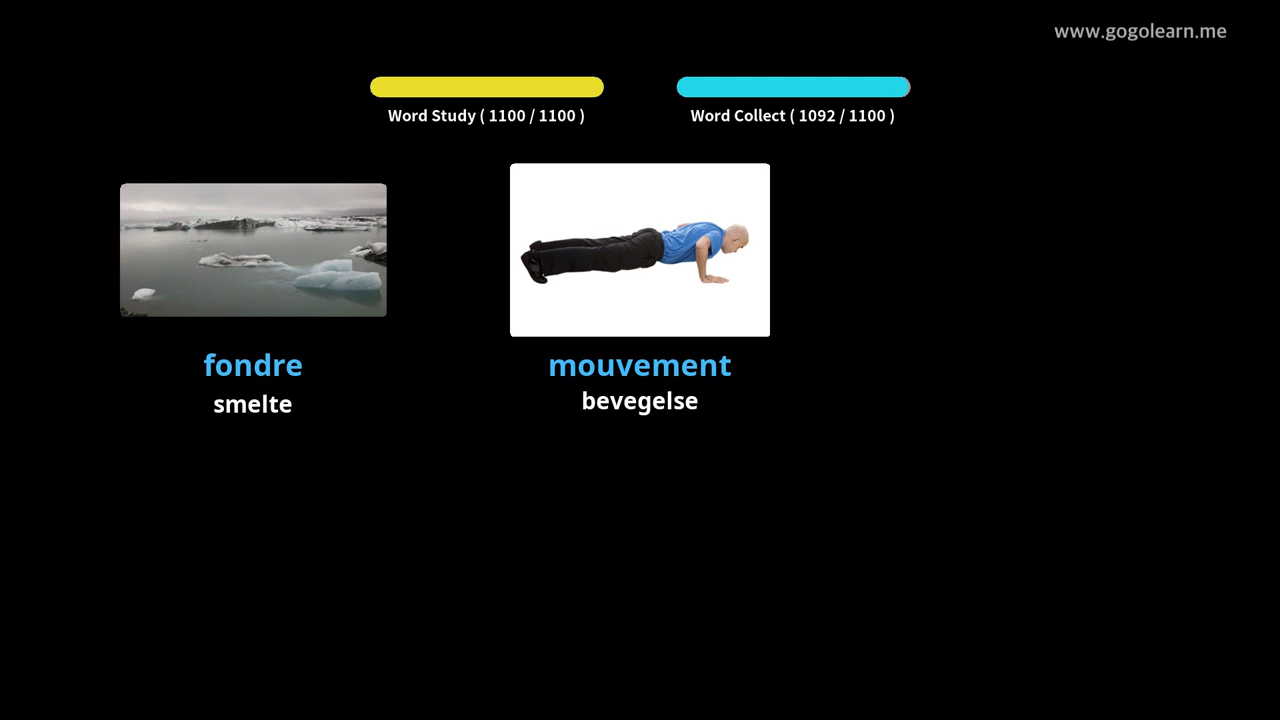 www.gogolearn.me
Word Study ( 1100 / 1100 )
Word Collect ( 1092 / 1100 )
fondre
smelte
mouvement
bevegelse